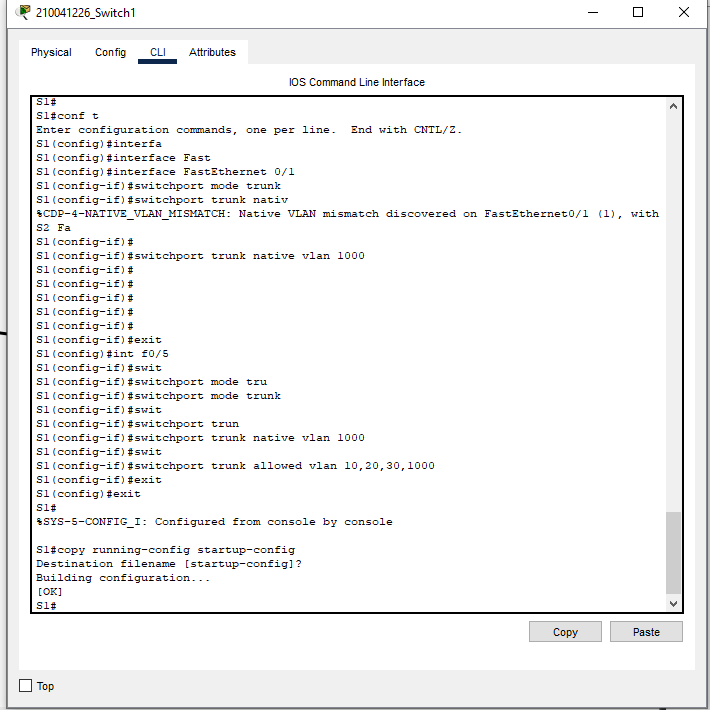 210041226_Switch1
Physical Config CLI Attributes
IOS Command Line Interface
S1#
S1#conf t
Enter configuration commands, one per line.  End with CNTL/Z.
S1(config)#interfa
S1(config)#interface Fast
S1(config)#interface FastEthernet 0/1
S1(config-if)#switchport mode trunk
S1(config-if)#switchport trunk nativ
%CDP-4-NATIVE_VLAN_MISMATCH: Native VLAN mismatch discovered on FastEthernet0/1 (1), with
S2 Fa
S1(config-if)#
S1(config-if)#switchport trunk native vlan 1000
S1(config-if)#
S1(config-if)#
S1(config-if)#
S1(config-if)#
S1(config-if)#
S1(config-if)#exit
S1(config)#int f0/5
S1(config-if)#swit
S1(config-if)#switchport mode tru
S1(config-if)#switchport mode trunk
S1(config-if)#swit
S1(config-if)#switchport trun
S1(config-if)#switchport trunk native vlan 1000
S1(config-if)#swit
S1(config-if)#switchport trunk allowed vlan 10,20,30,1000
S1(config-if)#exit
S1(config)#exit
S1#
%SYS-5-CONFIG_I: Configured from console by console
S1#copy running-config startup-config
Destination filename [startup-config]?
Building configuration...
[OK]
S1#
Copy Paste
Top